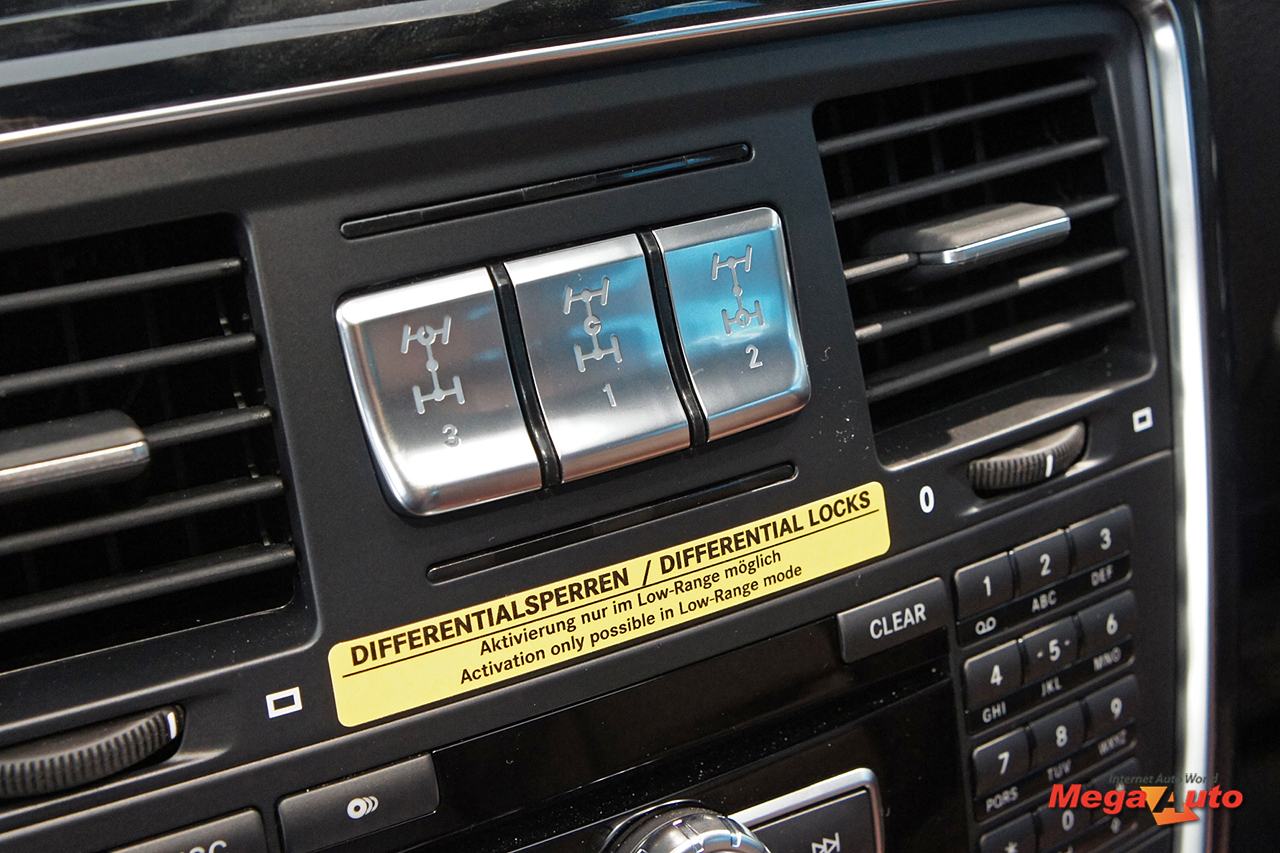 3
1
2
DIFFERENTIALSPERREN / DIFFERENTIAL LOCKS
Aktivierung nur im Low-Range möglich
Activation only possible in Low-Range mode
0
CLEAR
1 2 3
ABC DEF
4 5 6
GHI JKL MNO
7 8 9
PQRS TUV WXYZ
* 0
Internet Auto World
MegaAuto